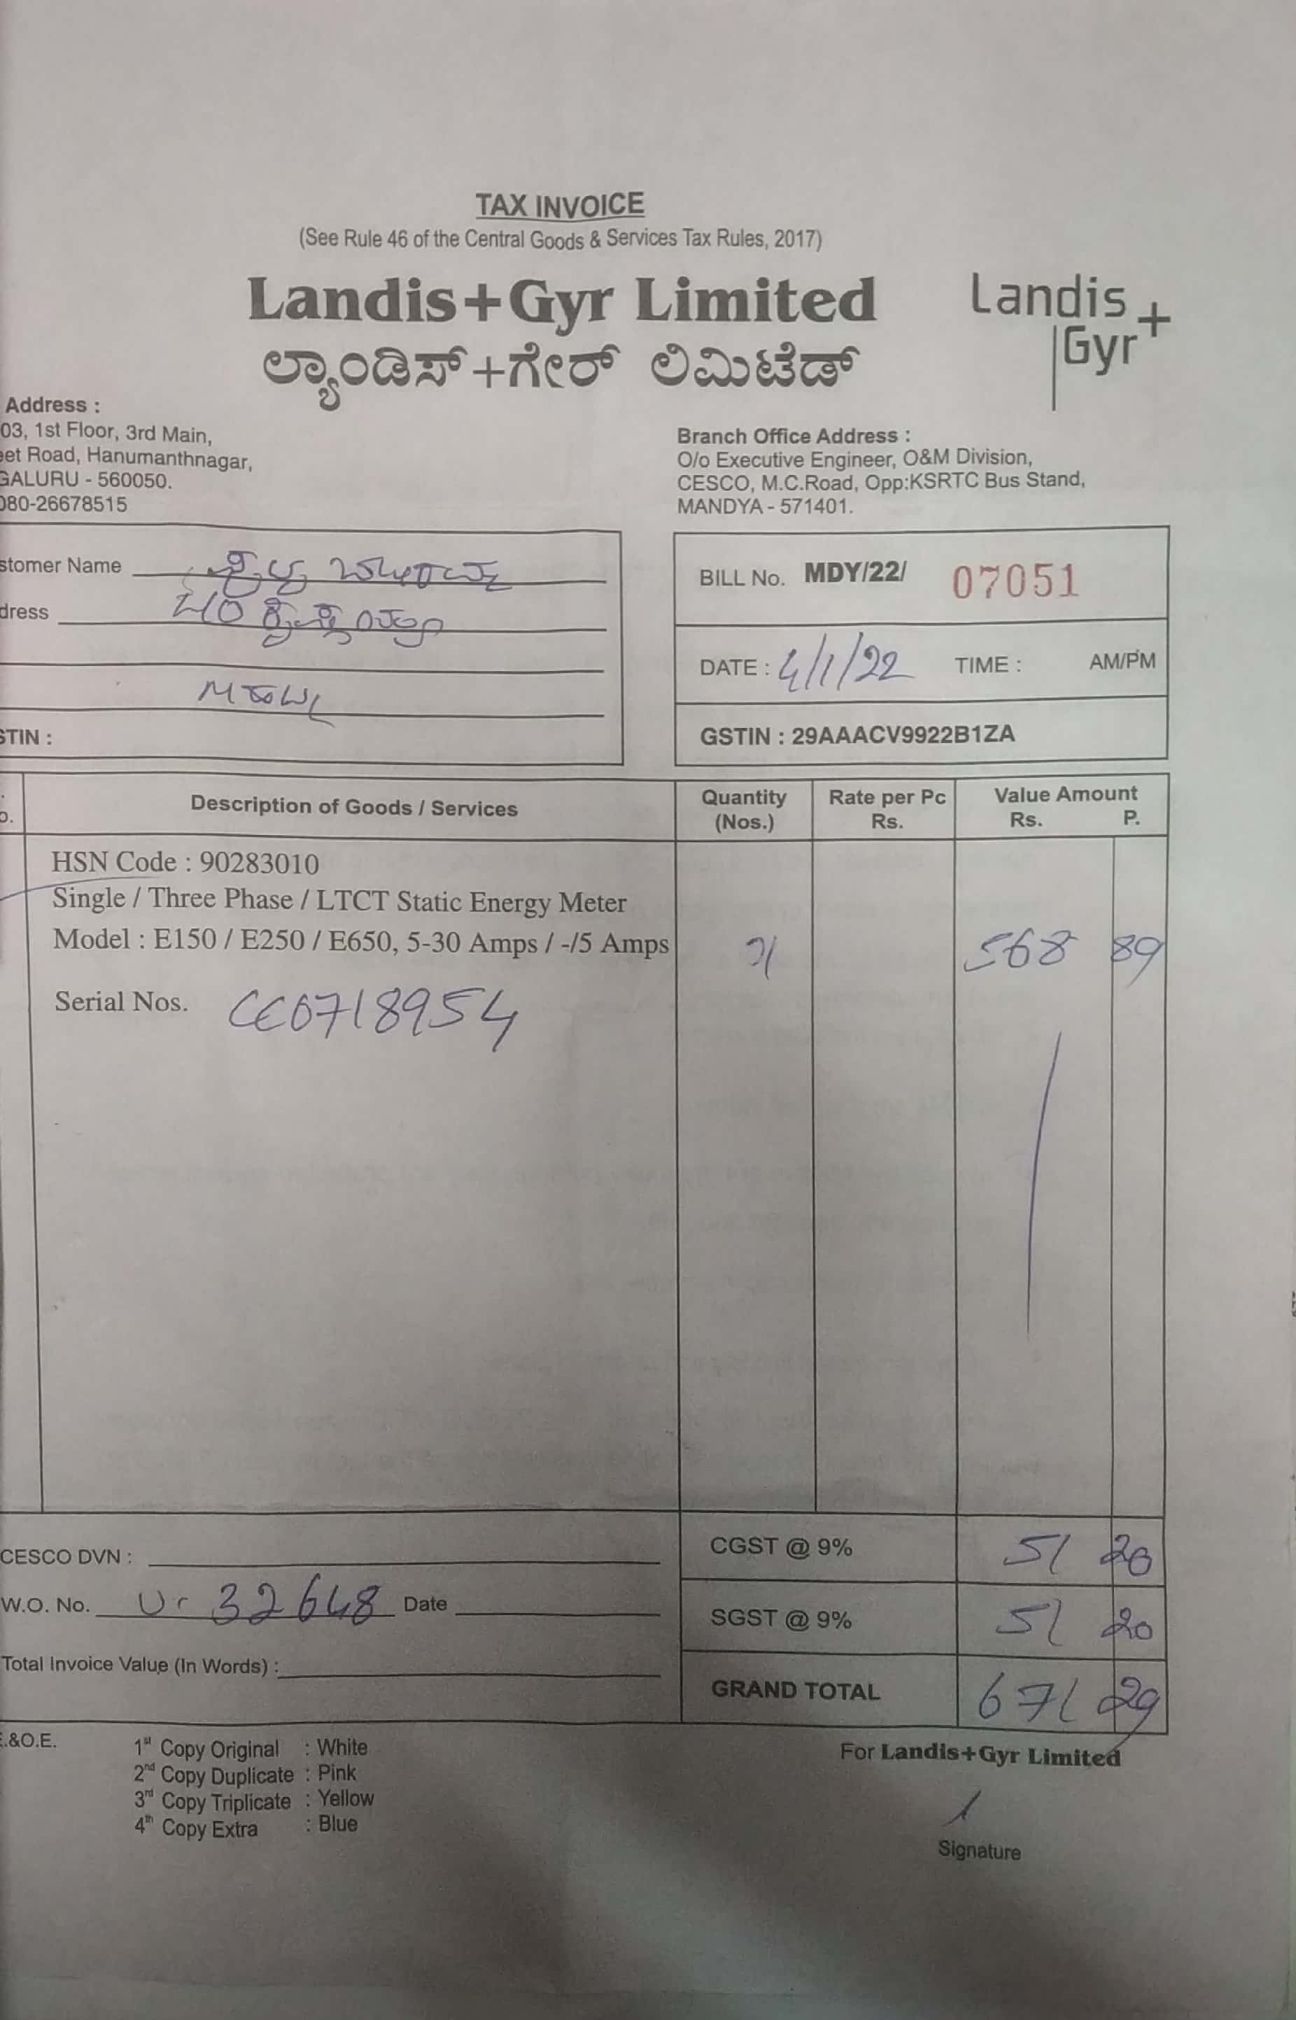 TAX INVOICE
(See Rule 46 of the Central Goods & Services Tax Rules, 2017)
Landis+Gyr Limited
ಲ್ಯಾಂಡಿಸ್+ಗೇರ್ ಲಿಮಿಟೆಡ್
Landis+
Gyr
Address :
03, 1st Floor, 3rd Main,
eet Road, Hanumanthnagar,
GALURU - 560050.
080-26678515
Branch Office Address :
O/o Executive Engineer, O&M Division,
CESCO, M.C.Road, Opp:KSRTC Bus Stand,
MANDYA - 571401.
stomer Name
dress
STIN :
BILL No. MDY/22/ 07051
DATE : 4/1/22 TIME : AM/PM
GSTIN : 29AAACV9922B1ZA
Description of Goods / Services Quantity (Nos.) Rate per Pc Rs. Value Amount Rs. P.
HSN Code : 90283010
Single / Three Phase / LTCT Static Energy Meter
Model : E150 / E250 / E650, 5-30 Amps / -/5 Amps 568 89
Serial Nos. CC0718954
CESCO DVN :
CGST @ 9% 51 20
W.O. No. 32648 Date
SGST @ 9% 51 20
Total Invoice Value (In Words) :
GRAND TOTAL 671 29
E.&O.E.
1st Copy Original : White
2nd Copy Duplicate : Pink
3rd Copy Triplicate : Yellow
4th Copy Extra : Blue
For Landis+Gyr Limited
Signature